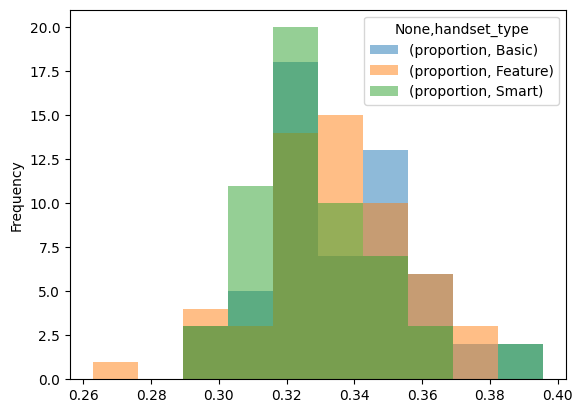 None,handset_type
(proportion, Basic)
(proportion, Feature)
(proportion, Smart)
Frequency
20.0
17.5
15.0
12.5
10.0
7.5
5.0
2.5
0.0
0.26 0.28 0.30 0.32 0.34 0.36 0.38 0.40